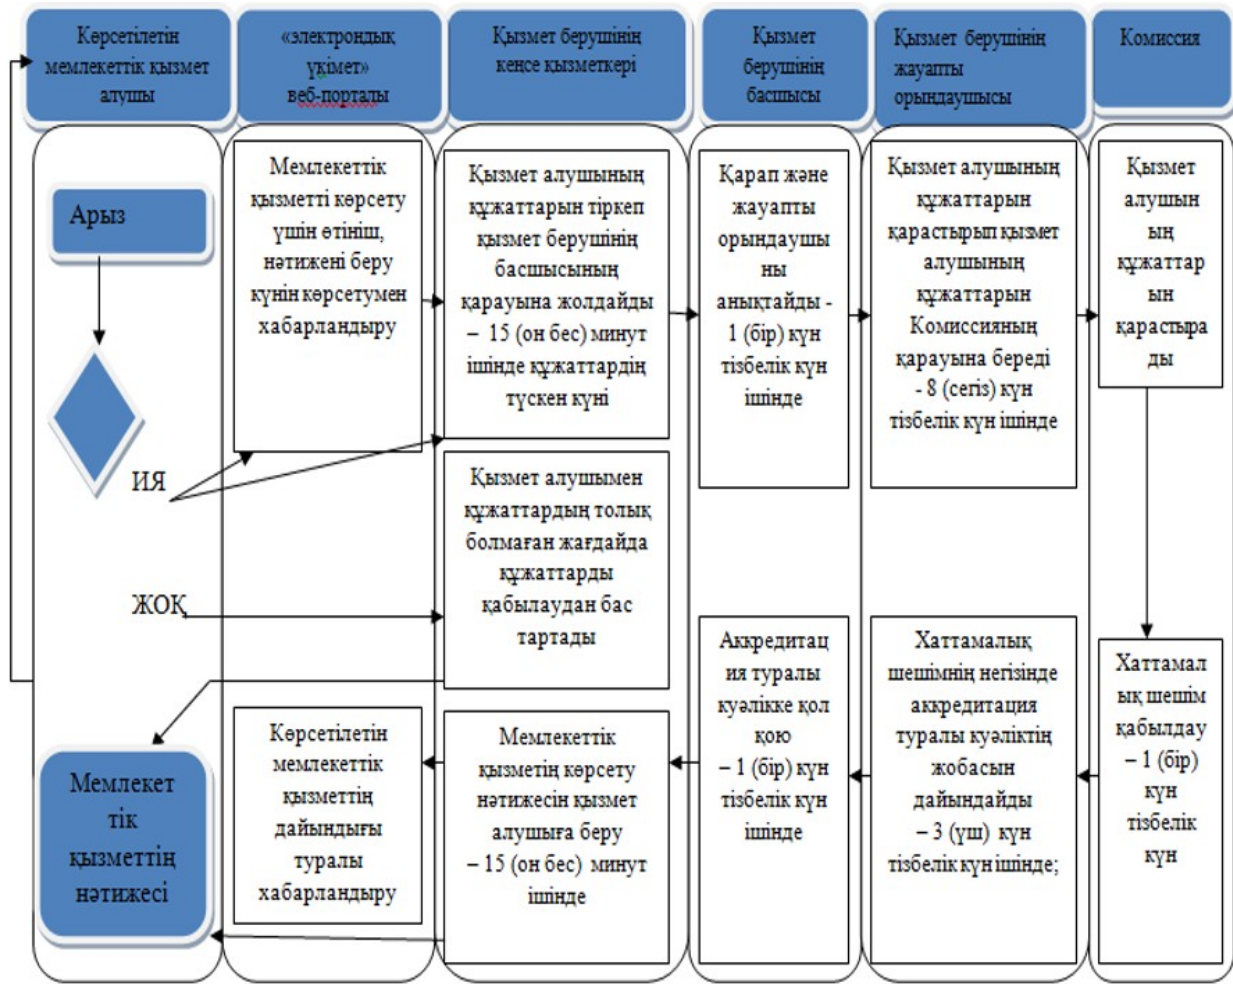 Көрсетілетін
мемлекеттік қызмет
алушы
«электрондық
үкімет»
веб-порталы
Қызмет берушінің
кеңсе қызметкері
Қызмет
берушінің
басшысы
Қызмет берушінің
жауапты
орындаушысы
Комиссия
Арыз
ИЯ
ЖОҚ
Мемлекет
тік
қызметтің
нәтижесі
Мемлекеттік
қызметті көрсету
үшін өтініш,
нәтижені беру
күнін көрсетумен
хабарландыру
Қызмет алушының
құжаттарын тіркеп
қызмет берушінің
басшысының
қарауына жолдайды
– 15 (он бес) минут
ішінде құжаттардің
түскен күні
Қарап және
жауапты
орындаушы
ны
анықтайды -
1 (бір) күн
тізбелік күн
ішінде
Қызмет алушының
құжаттарын
қарастырып қызмет
алушының
құжаттарын
Комиссияның
қарауына береді
- 8 (сегіз) күн
тізбелік күн ішінде
Қызмет
алушын
ың
құжаттар
ын
қарастыра
ды
Қызмет алушымен
құжаттардың толық
болмаған жағдайда
құжаттарды
қабылаудан бас
тартады
Көрсетілетін
мемлекеттік
қызметтің
дайындығы
туралы
хабарландыру
Мемлекеттік
қызметің көрсету
нәтижесін қызмет
алушыға беру
– 15 (он бес) минут
ішінде
Аккредитац
ия туралы
куәлікке қол
қою
– 1 (бір) күн
тізбелік күн
ішінде
Хаттамалық
шешімнің негізінде
аккредитация
туралы куәліктің
жобасын
дайындайды
– 3 (үш) күн
тізбелік күн ішінде;
Хаттамал
ық шешім
қабылдау
– 1 (бір)
күн
тізбелік
күн